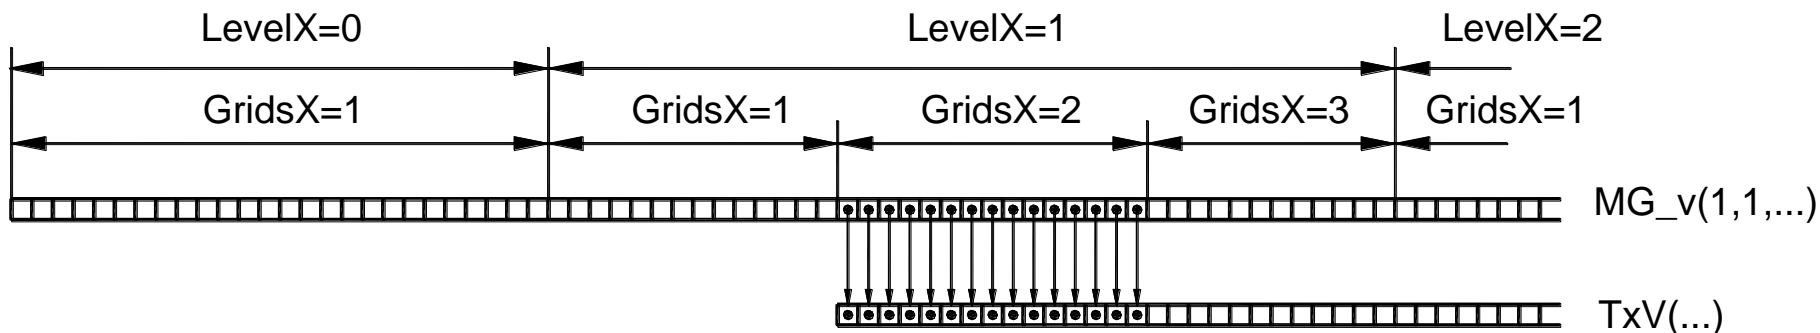 LevelX=0 LevelX=1 LevelX=2
GridsX=1 GridsX=1 GridsX=2 GridsX=3 GridsX=1
MG_v(1,1,...)
TxV(...)